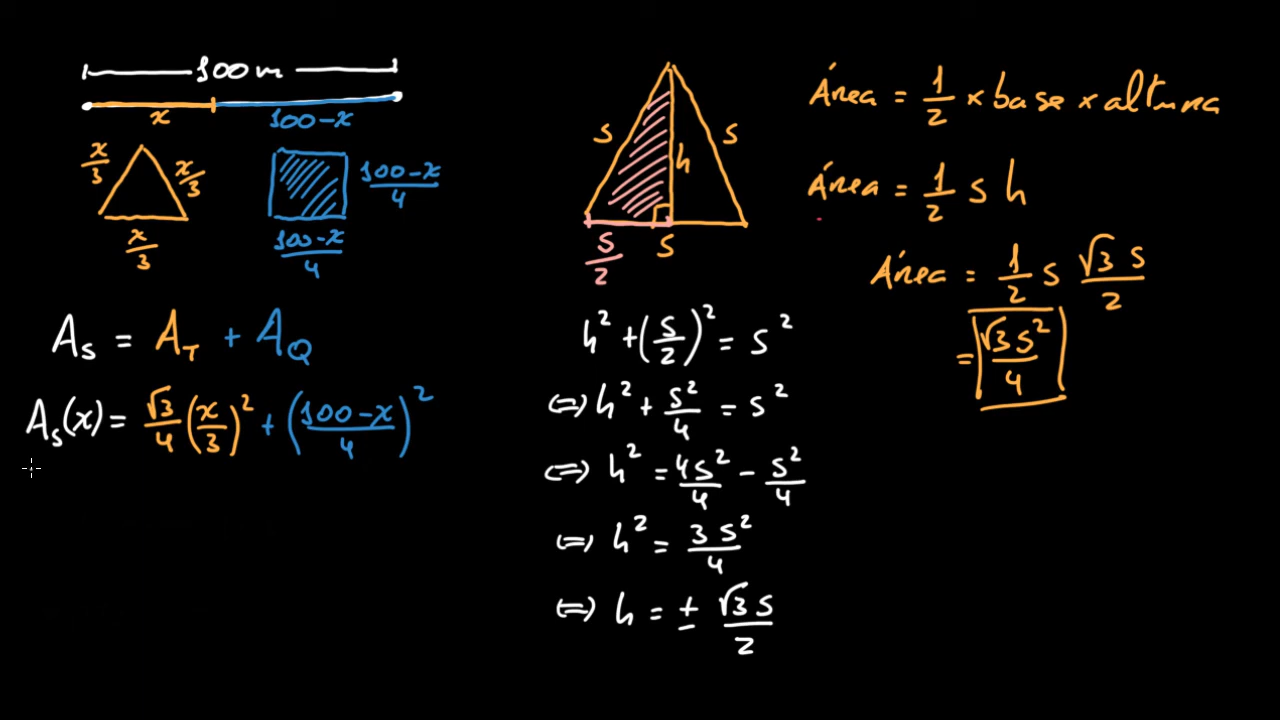 100 m
x 100-x
x/3 x/3 (100-x)/4
x/3 (100-x)/4
A_S = A_T + A_Q
A_S(x) = √3/4 (x/3)² + ((100-x)/4)²
s s
h
s/2 s
h² + (s/2)² = s²
⇔ h² + s²/4 = s²
⇔ h² = 4s²/4 - s²/4
⇔ h² = 3s²/4
⇔ h = ± √3 s/2
Área = 1/2 × base × altura
Área = 1/2 s h
Área = 1/2 s √3 s/2
= √3 s²/4